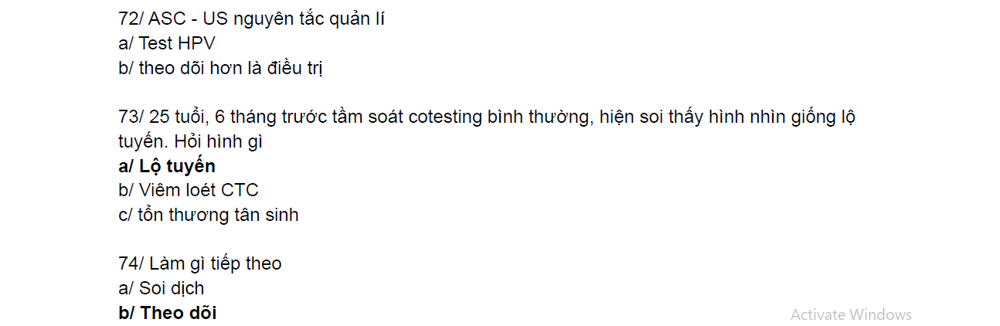 72/ ASC - US nguyên tắc quản lí
a/ Test HPV
b/ theo dõi hơn là điều trị
73/ 25 tuổi, 6 tháng trước tầm soát cotesting bình thường, hiện soi thấy hình nhìn giống lộ
tuyến. Hỏi hình gì
a/ Lộ tuyến
b/ Viêm loét CTC
c/ tổn thương tân sinh
74/ Làm gì tiếp theo
a/ Soi dịch
b/ Theo dõi
Activate Windows